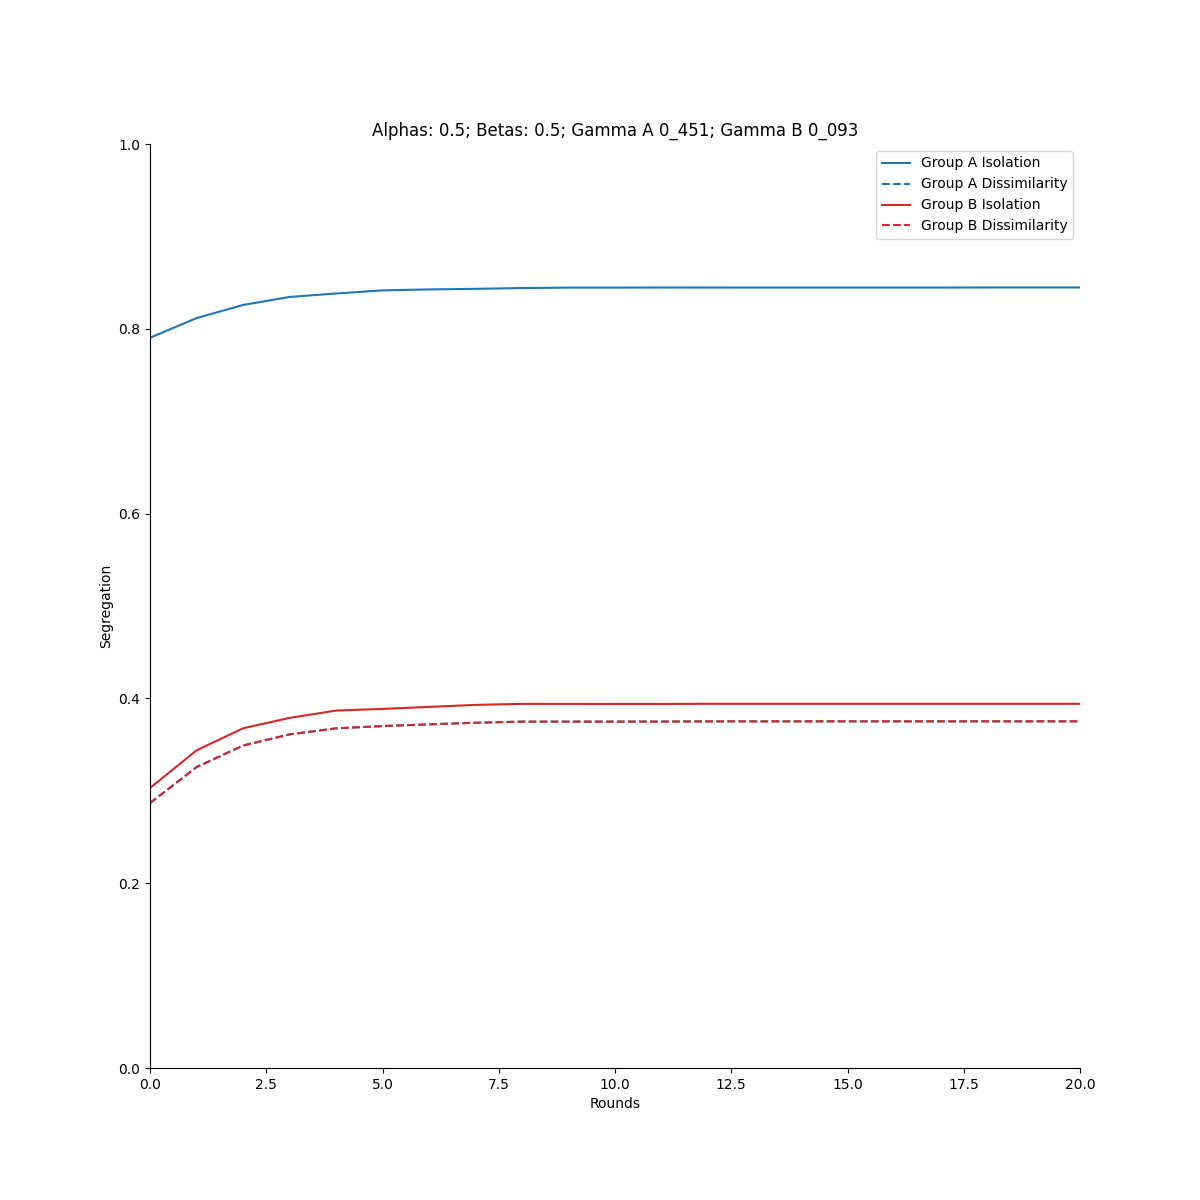 Alphas: 0.5; Betas: 0.5; Gamma A 0_451; Gamma B 0_093
1.0
0.8
0.6
0.4
0.2
0.0
Segregation
Group A Isolation
Group A Dissimilarity
Group B Isolation
Group B Dissimilarity
0.0 2.5 5.0 7.5 10.0 12.5 15.0 17.5 20.0
Rounds